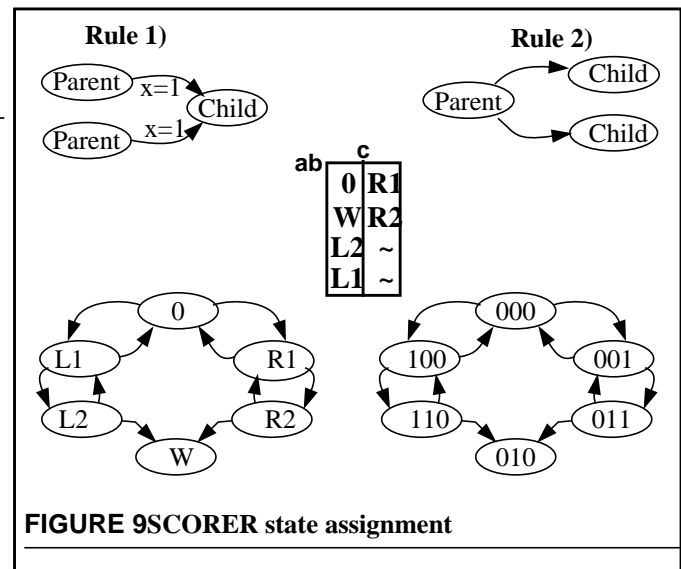 Rule 1)
Rule 2)
Parent
x=1
Child
Parent
x=1
Parent
Child
Child
ab
c
0 R1
W R2
L2 ~
L1 ~
0
L1
R1
L2
R2
W
000
100
001
110
011
010
FIGURE 9SCORER state assignment